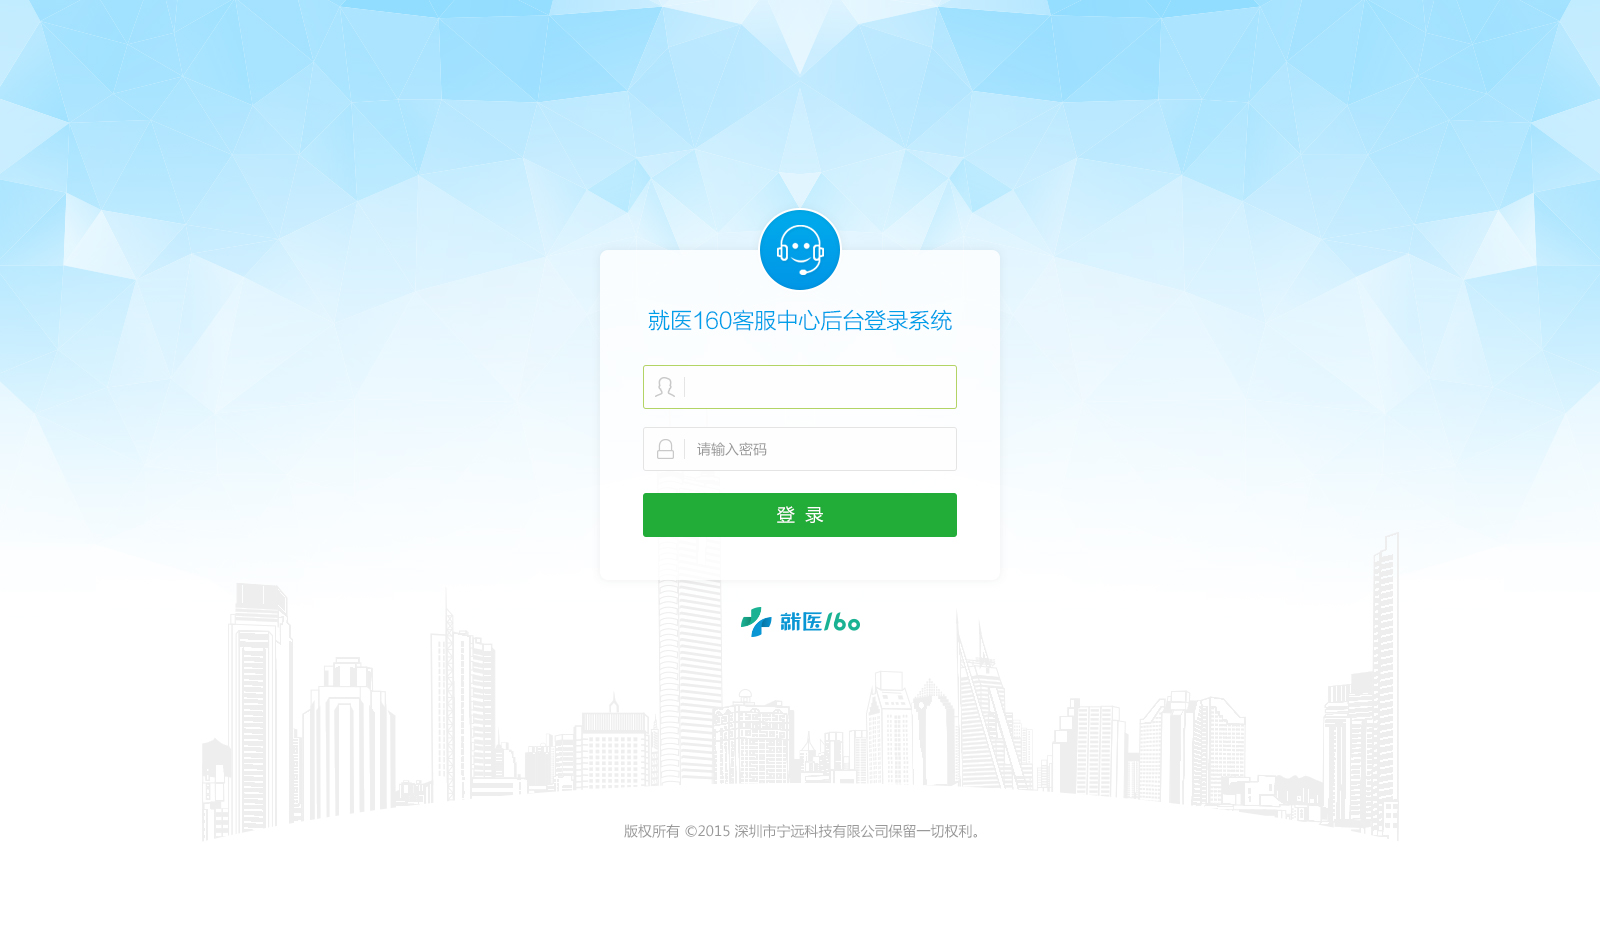 就医160客服中心后台登录系统
请输入密码
登 录
就医160
版权所有 ©2015 深圳市宁远科技有限公司保留一切权利。